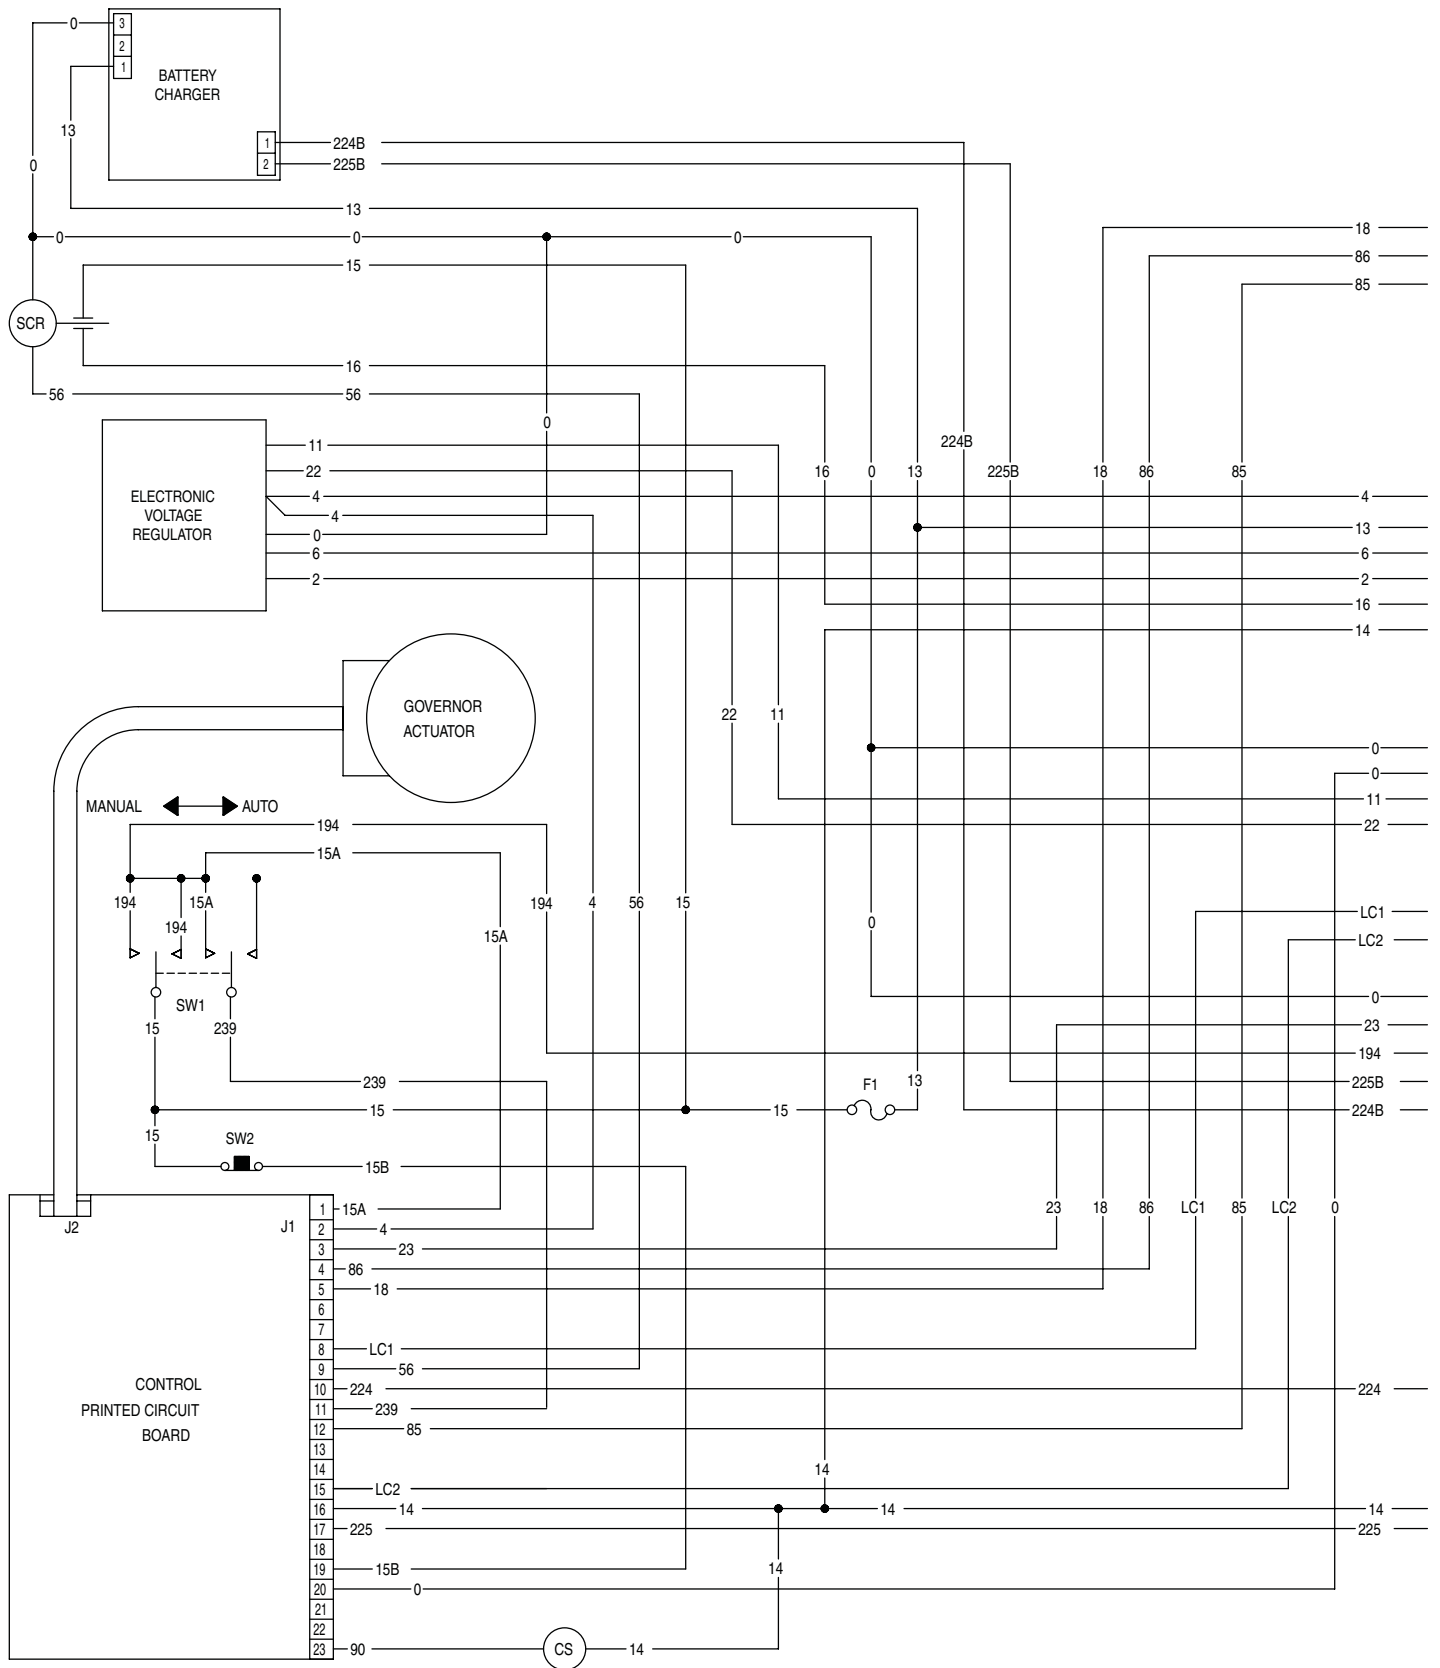 0
3
2
1
BATTERY
CHARGER
13
0
1
224B
2
225B
13
0
0
0
18
86
85
15
SCR
16
56
56
0
11
22
4
4
0
6
2
ELECTRONIC
VOLTAGE
REGULATOR
224B
16
0
13
225B
18
86
85
4
13
6
2
16
14
GOVERNOR
ACTUATOR
22
11
0
0
11
22
MANUAL
AUTO
194
15A
194
15A
194
194
4
56
15
15A
0
LC1
LC2
SW1
15
239
0
23
194
225B
224B
239
F1
13
15
15
15
SW2
15B
J2
J1
1
15A
2
4
3
23
4
86
5
18
6
7
8
LC1
9
56
10
224
11
239
12
85
13
14
15
LC2
16
14
17
225
18
19
15B
20
0
21
22
23
90
23
18
86
LC1
85
LC2
0
224
CONTROL
PRINTED CIRCUIT
BOARD
14
14
14
225
14
CS
14